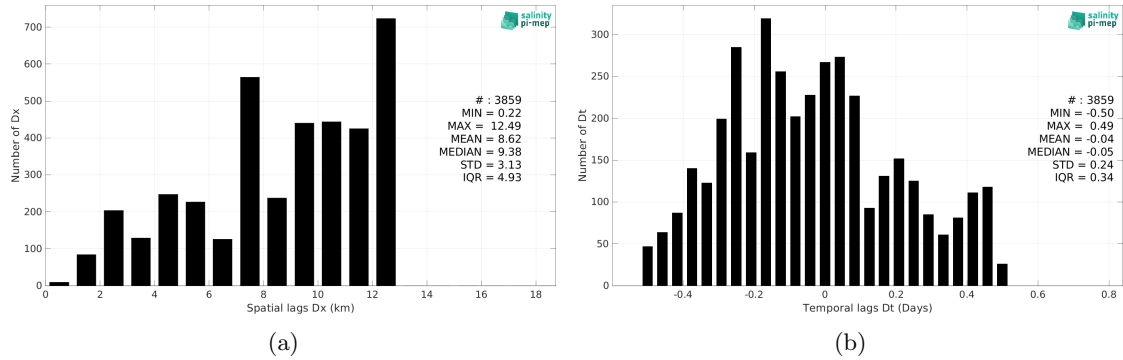 700
600
500
400
300
200
100
0
Number of Dx
0 2 4 6 8 10 12 14 16 18
Spatial lags Dx (km)
salinity
pi-mep
# : 3859
MIN = 0.22
MAX = 12.49
MEAN = 8.62
MEDIAN = 9.38
STD = 3.13
IQR = 4.93
(a)
300
250
200
150
100
50
0
Number of Dt
-0.4 -0.2 0 0.2 0.4 0.6 0.8
Temporal lags Dt (Days)
salinity
pi-mep
# : 3859
MIN = -0.50
MAX = 0.49
MEAN = -0.04
MEDIAN = -0.05
STD = 0.24
IQR = 0.34
(b)